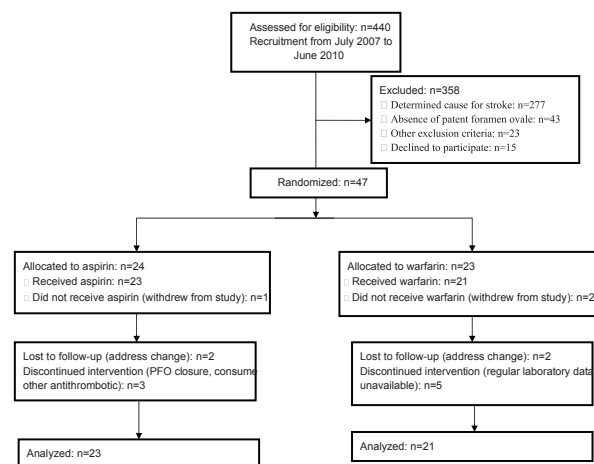 Assessed for eligibility: n=440
Recruitment from July 2007 to
June 2010
Excluded: n=358
□ Determined cause for stroke: n=277
□ Absence of patent foramen ovale: n=43
□ Other exclusion criteria: n=23
□ Declined to participate: n=15
Randomized: n=47
Allocated to aspirin: n=24
□ Received aspirin: n=23
□ Did not receive aspirin (withdrew from study): n=1
Allocated to warfarin: n=23
□ Received warfarin: n=21
□ Did not receive warfarin (withdrew from study): n=2
Lost to follow-up (address change): n=2
Discontinued intervention (PFO closure, consume
other antithrombotic): n=3
Lost to follow-up (address change): n=2
Discontinued intervention (regular laboratory data
unavailable): n=5
Analyzed: n=23
Analyzed: n=21